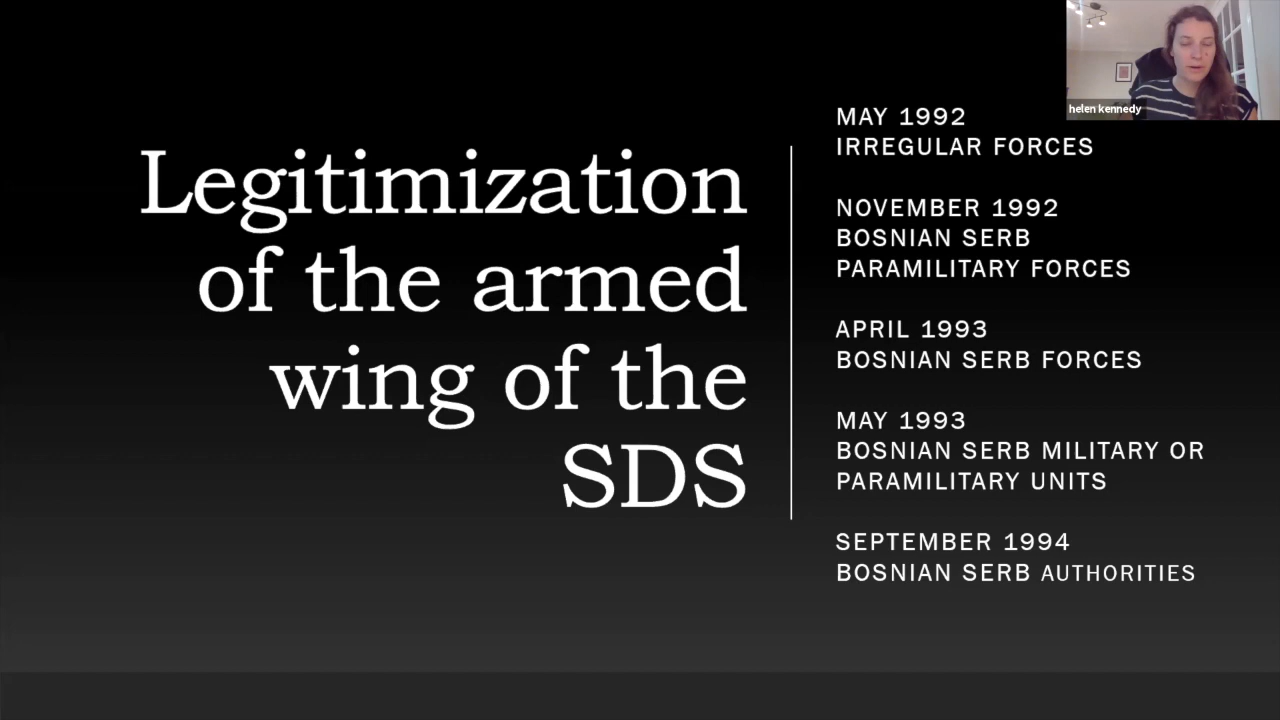 Legitimization
of the armed
wing of the
SDS
MAY 1992
IRREGULAR FORCES
NOVEMBER 1992
BOSNIAN SERB
PARAMILITARY FORCES
APRIL 1993
BOSNIAN SERB FORCES
MAY 1993
BOSNIAN SERB MILITARY OR
PARAMILITARY UNITS
SEPTEMBER 1994
BOSNIAN SERB AUTHORITIES
helen kennedy